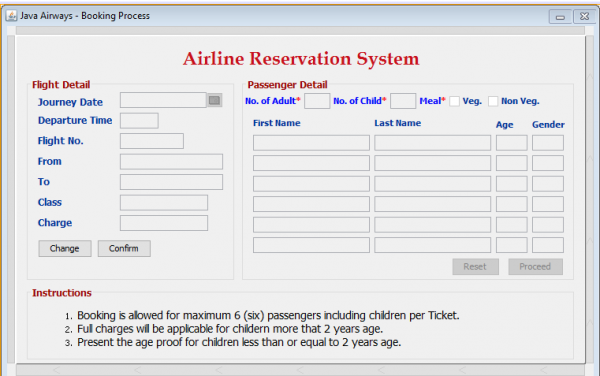 Java Airways - Booking Process
Airline Reservation System
Flight Detail
Journey Date
Departure Time
Flight No.
From
To
Class
Charge
Change Confirm
Passenger Detail
No. of Adult* No. of Child* Meal* Veg. Non Veg.
First Name Last Name Age Gender
Reset Proceed
Instructions
1. Booking is allowed for maximum 6 (six) passengers including children per Ticket.
2. Full charges will be applicable for childern more that 2 years age.
3. Present the age proof for children less than or equal to 2 years age.